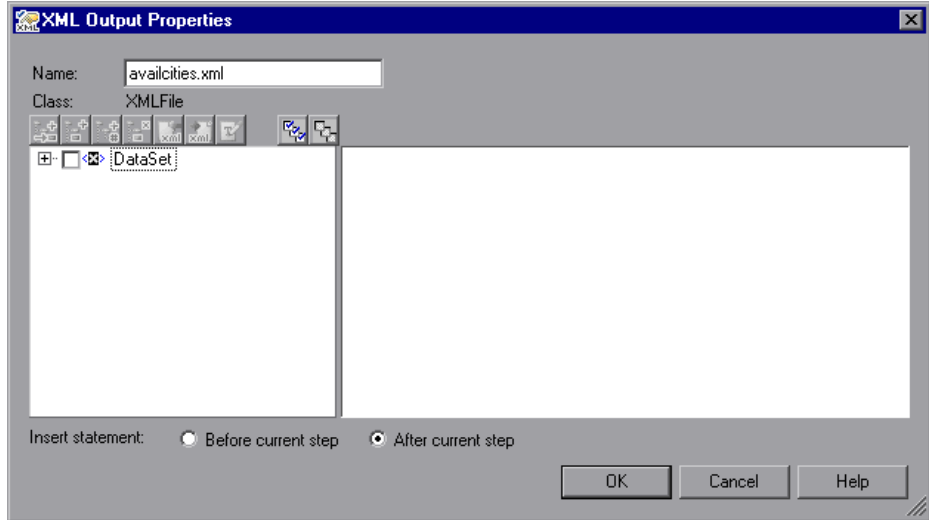 XML Output Properties
Name: availcities.xml
Class: XMLFile
DataSet
Insert statement: Before current step After current step
OK Cancel Help